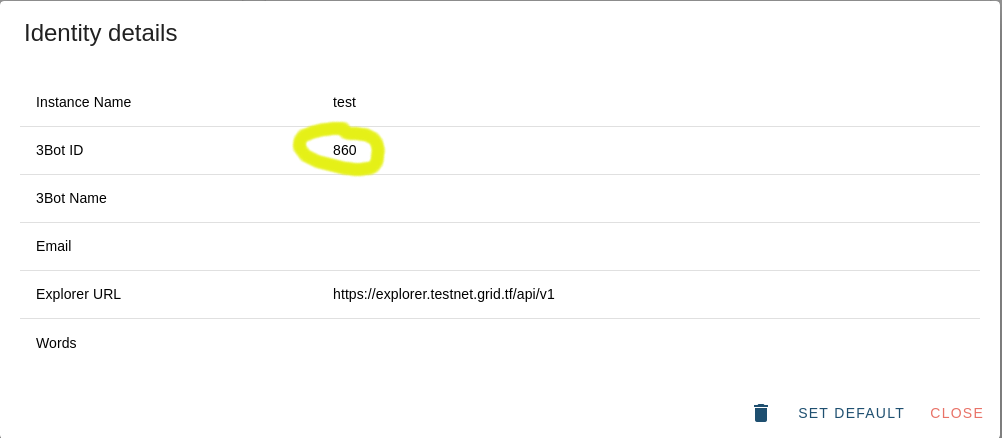 Identity details
Instance Name test
3Bot ID 860
3Bot Name
Email
Explorer URL https://explorer.testnet.grid.tf/api/v1
Words
SET DEFAULT CLOSE